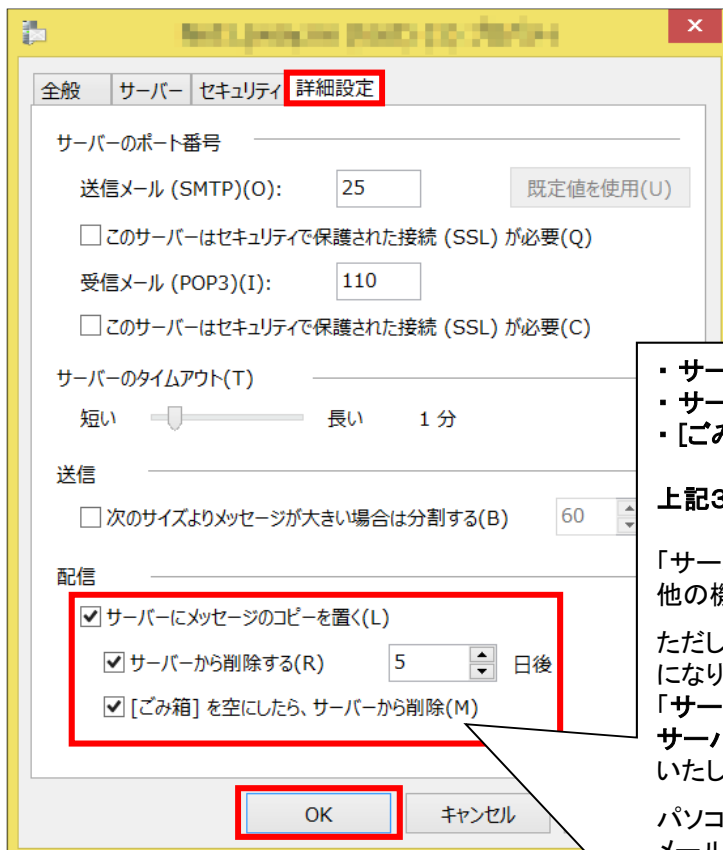 全般 サーバー セキュリティ 詳細設定
サーバーのポート番号
送信メール (SMTP)(O): 25 既定値を使用(U)
このサーバーはセキュリティで保護された接続 (SSL) が必要(Q)
受信メール (POP3)(I): 110
このサーバーはセキュリティで保護された接続 (SSL) が必要(C)
サーバーのタイムアウト(T)
短い 長い 1 分
送信
次のサイズよりメッセージが大きい場合は分割する(B) 60
配信
サーバーにメッセージのコピーを置く(L)
サーバーから削除する(R) 5 日後
[ごみ箱] を空にしたら、サーバーから削除(M)
OK キャンセル
・サー
・サー
・[ごみ
上記3
「サー
他の機
ただし
になり
「サー
サーバ
いたし
パソコ
メール